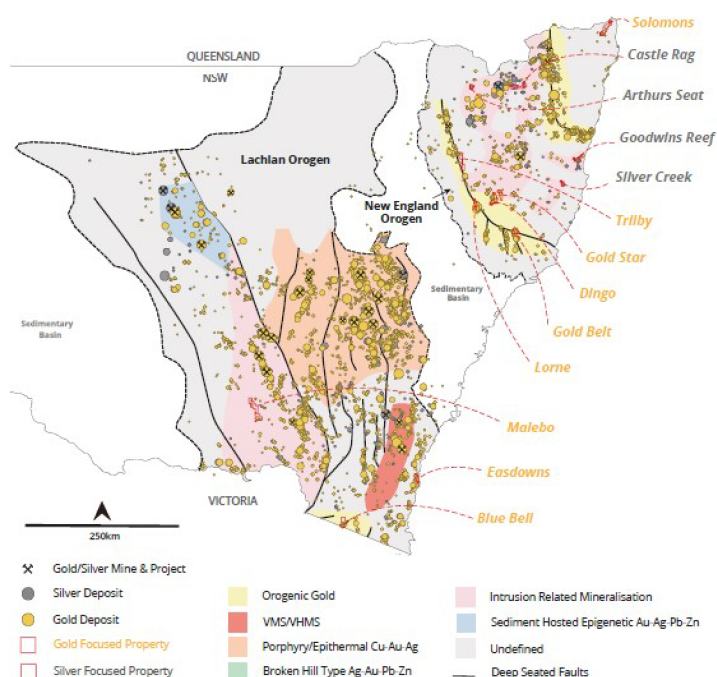 Solomons
QUEENSLAND
NSW
Castle Rag
Arthurs Seat
Goodwins Reef
Lachlan Orogen
Silver Creek
New England
Orogen
Trilby
Gold Star
Sedimentary
Basin
Dingo
Sedimentary
Basin
Gold Belt
Lorne
Malebo
Easdowns
VICTORIA
Blue Bell
250km
Gold/Silver Mine & Project
Silver Deposit
Gold Deposit
Gold Focused Property
Silver Focused Property
Orogenic Gold
VMS/VHMS
Porphyry/Epithermal Cu-Au-Ag
Broken Hill Type Ag-Au-Pb-Zn
Intrusion Related Mineralisation
Sediment Hosted Epigenetic Au-Ag-Pb-Zn
Undefined
Deep Seated Faults